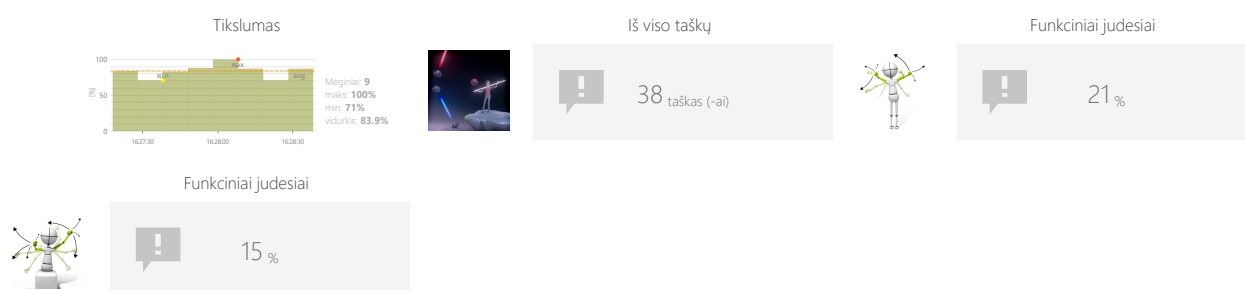 Tikslumas
100
50
0
(%)
min
max
avg
16:27:30
16:28:00
16:28:30
Mėginiai: 9
maks: 100%
min: 71%
vidurkis: 83.9%
Iš viso taškų
38 taškas (-ai)
Funkciniai judesiai
21 %
Funkciniai judesiai
15 %